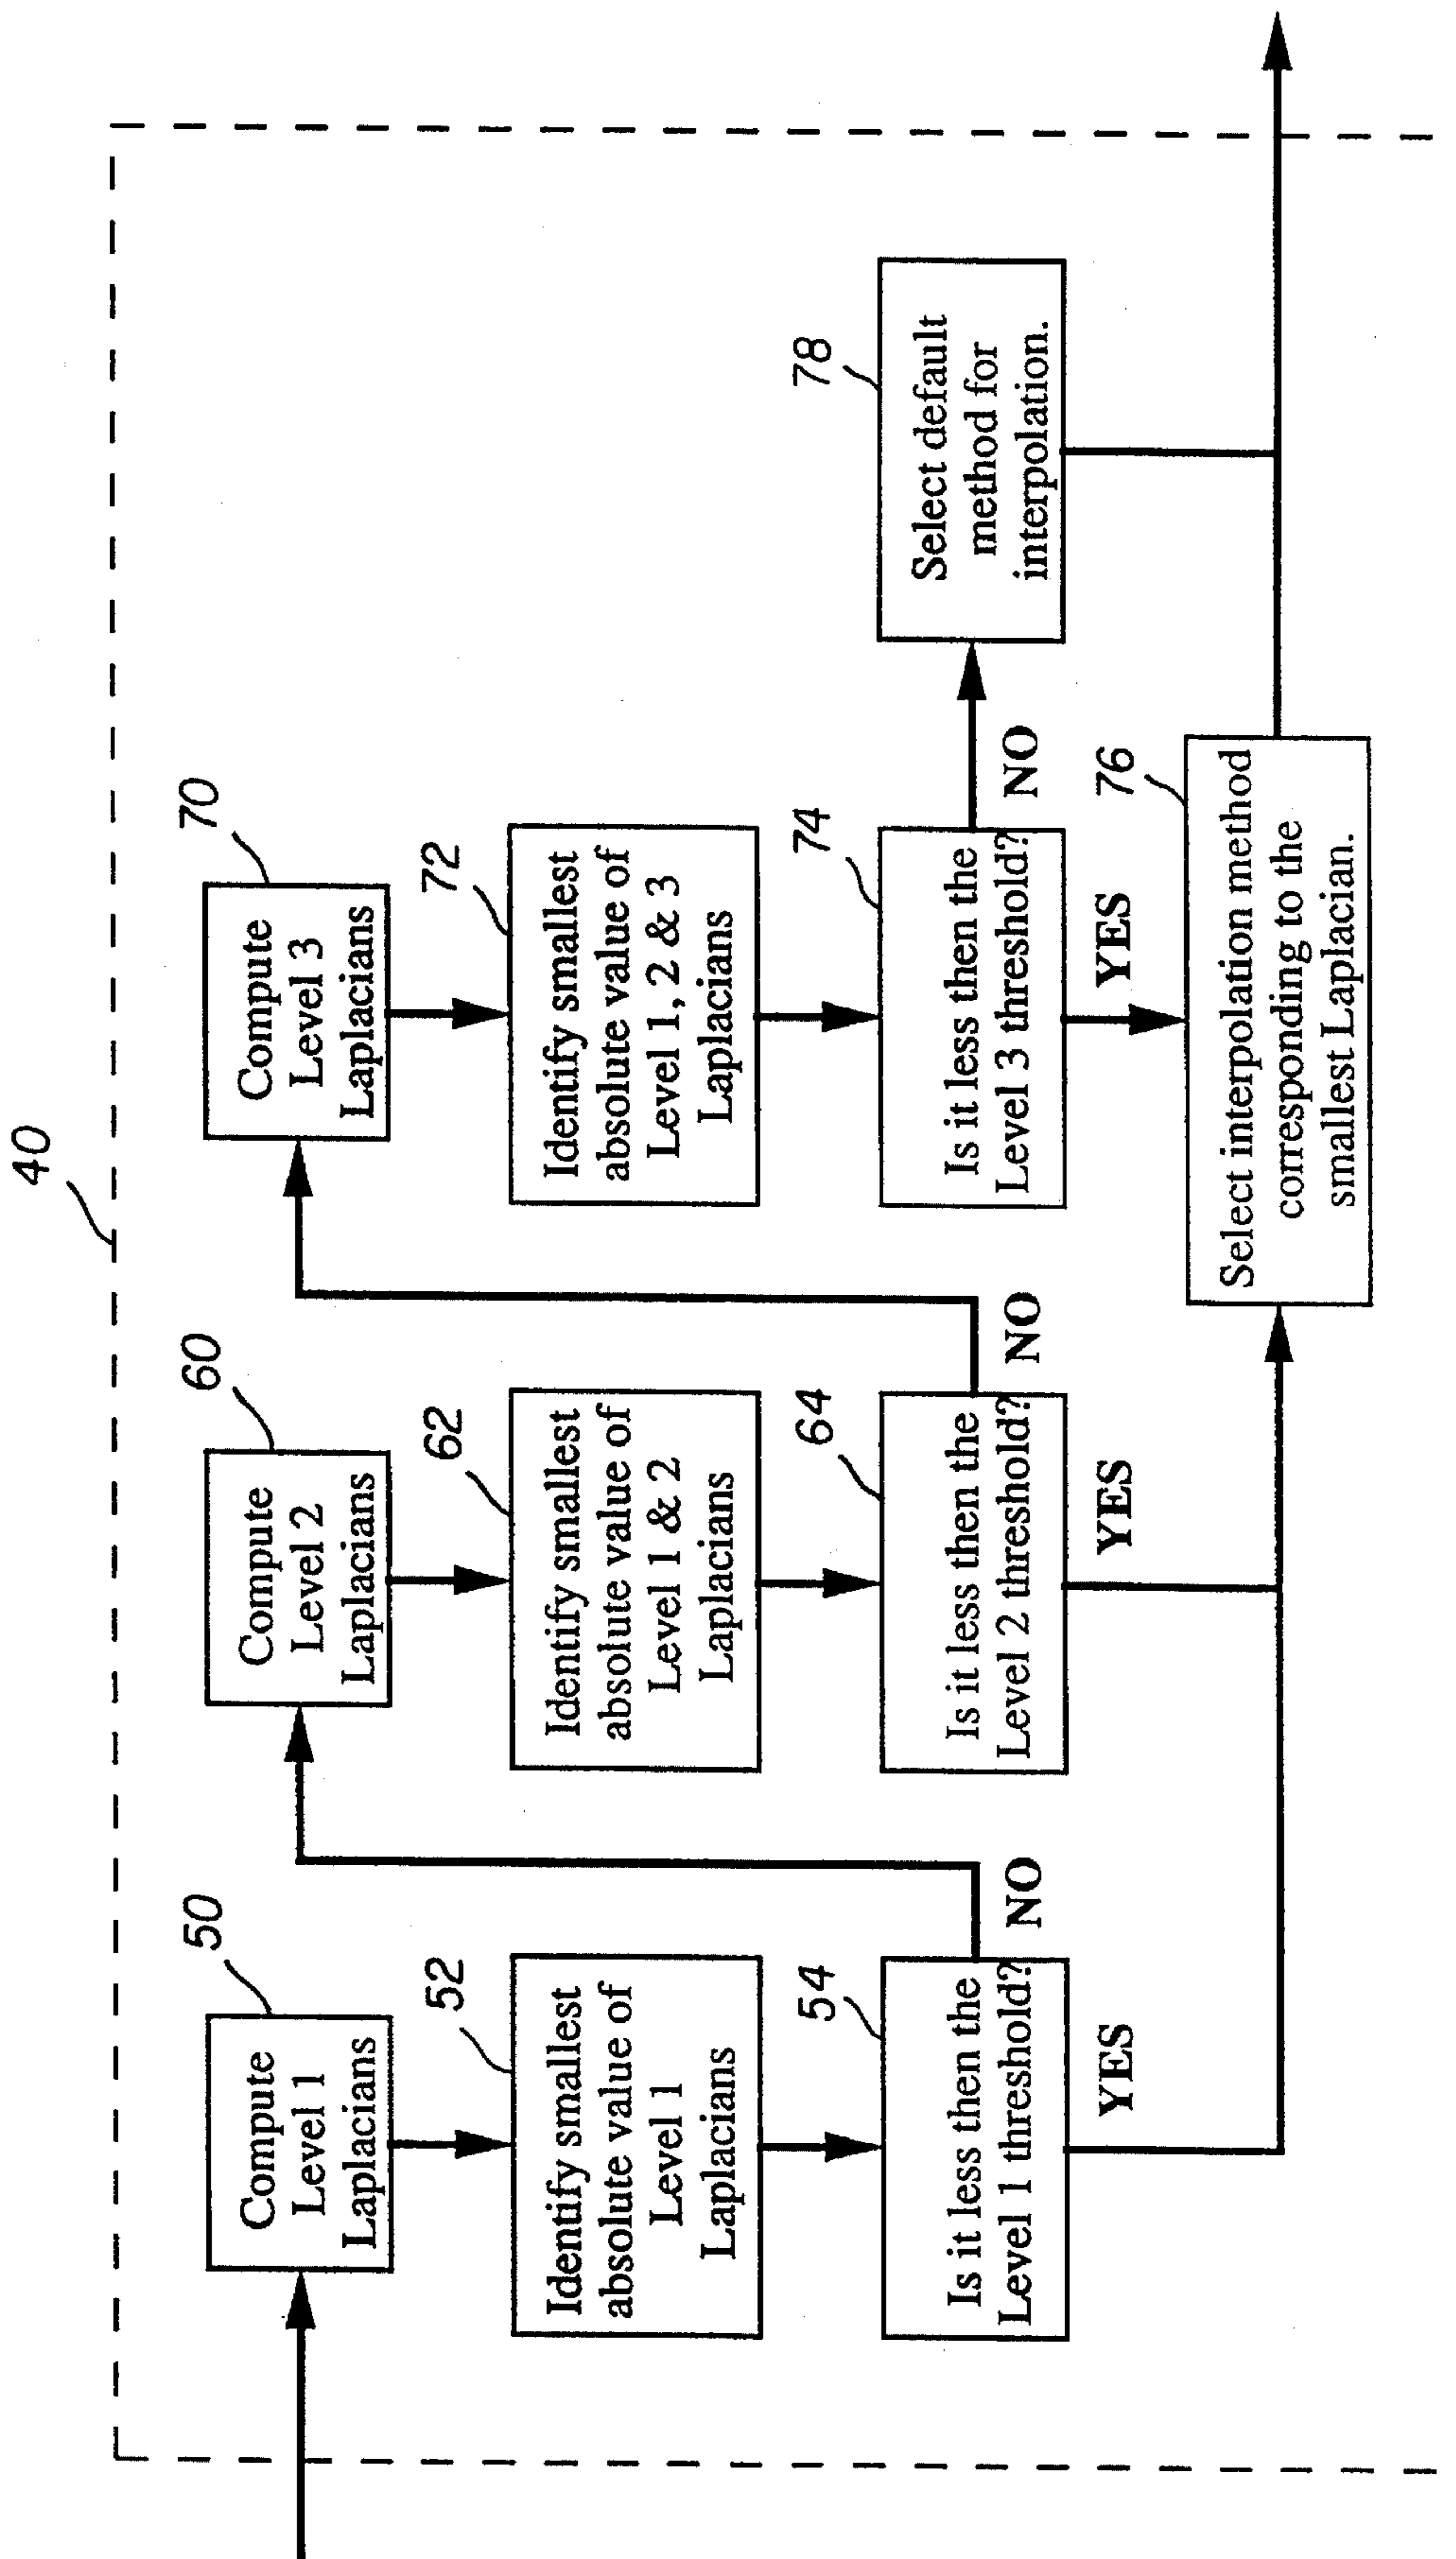 40
50
Compute
Level 1
Laplacians
52
Identify smallest
absolute value of
Level 1
Laplacians
54
Is it less then the
Level 1 threshold?
NO
YES
60
Compute
Level 2
Laplacians
62
Identify smallest
absolute value of
Level 1 & 2
Laplacians
64
Is it less then the
Level 2 threshold?
NO
YES
70
Compute
Level 3
Laplacians
72
Identify smallest
absolute value of
Level 1, 2 & 3
Laplacians
74
Is it less then the
Level 3 threshold?
NO
YES
76
Select interpolation method
corresponding to the
smallest Laplacian.
78
Select default
method for
interpolation.